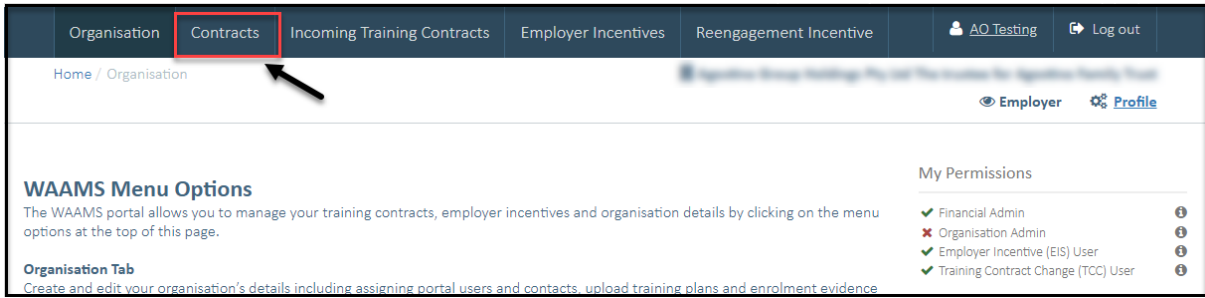 Organisation Contracts Incoming Training Contracts Employer Incentives Reengagement Incentive AO Testing Log out
Home / Organisation
Employer Profile
WAAMS Menu Options
The WAAMS portal allows you to manage your training contracts, employer incentives and organisation details by clicking on the menu
options at the top of this page.
Organisation Tab
Create and edit your organisation's details including assigning portal users and contacts, upload training plans and enrolment evidence
My Permissions
Financial Admin
Organisation Admin
Employer Incentive (EIS) User
Training Contract Change (TCC) User